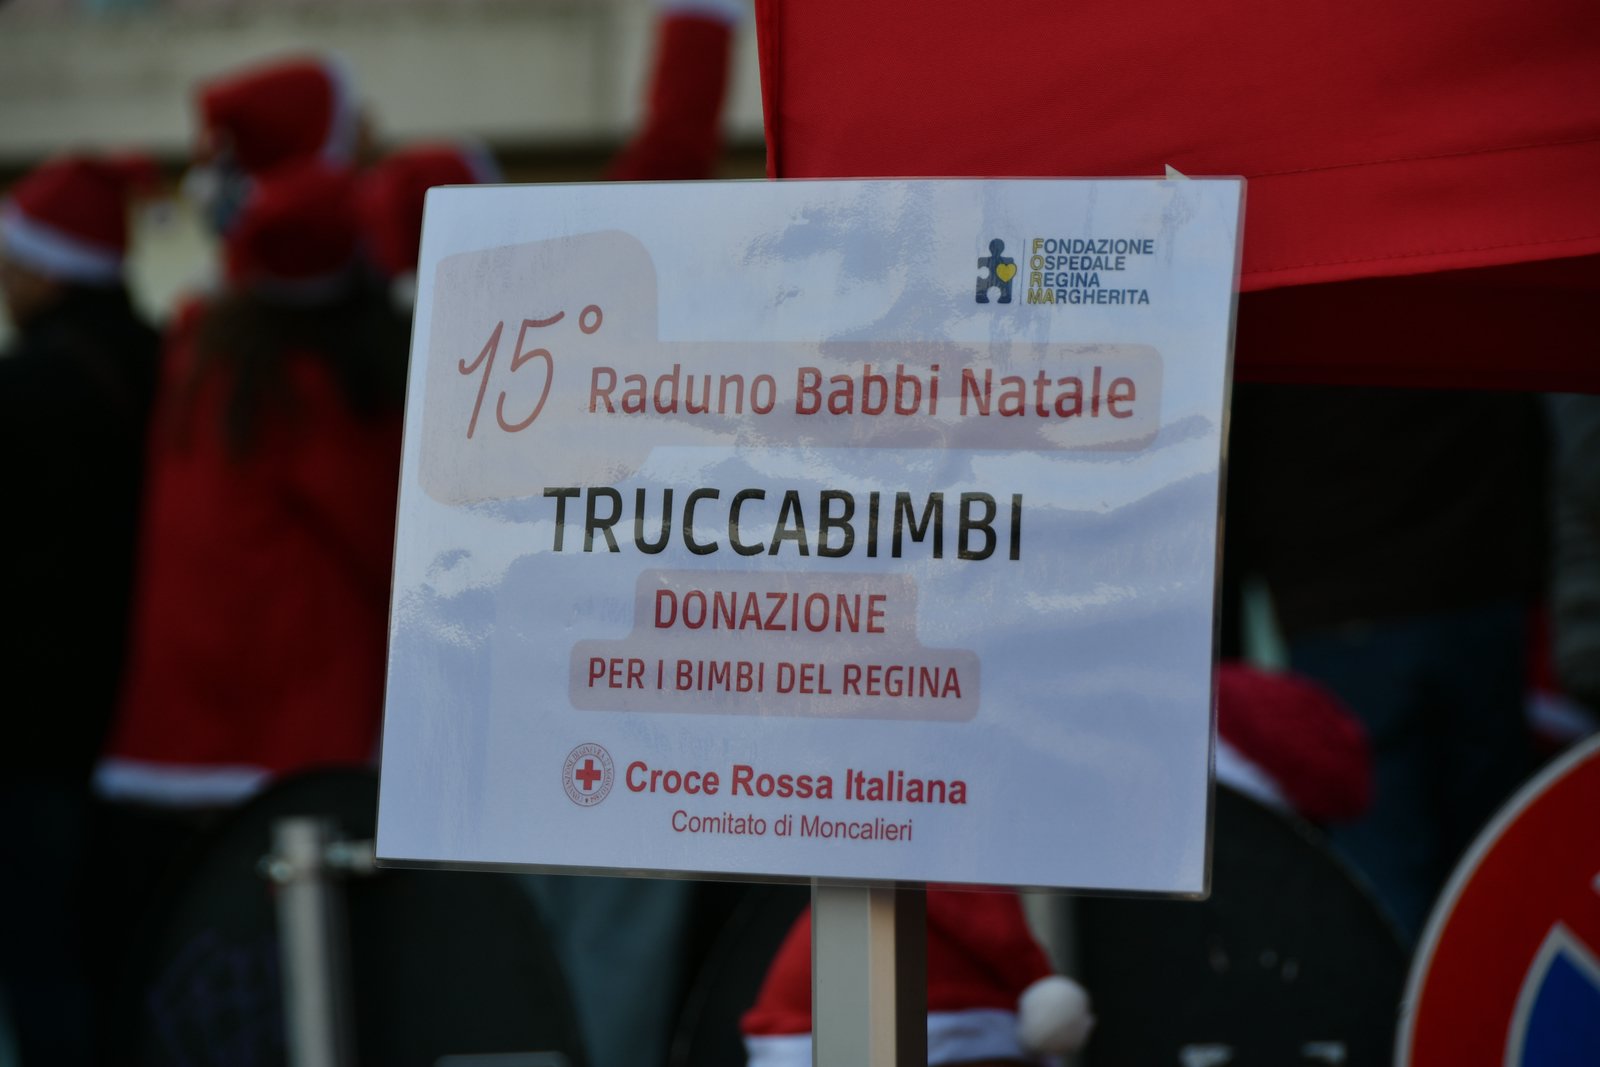 FONDAZIONE
OSPEDALE
REGINA
MARGHERITA
15° Raduno Babbi Natale
TRUCCABIMBI
DONAZIONE
PER I BIMBI DEL REGINA
Croce Rossa Italiana
Comitato di Moncalieri